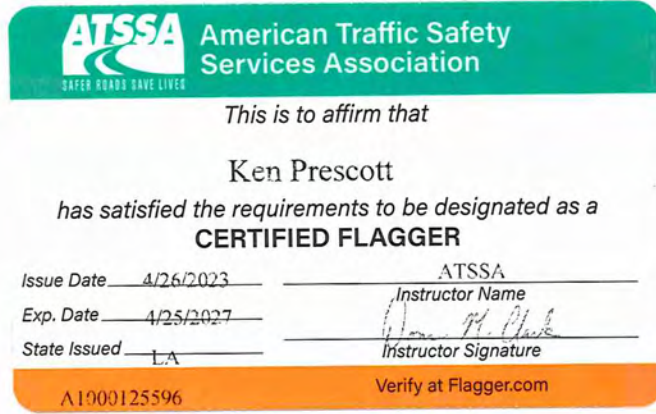 ATSSA
SAFER ROADS SAVE LIVES
American Traffic Safety
Services Association
This is to affirm that
Ken Prescott
has satisfied the requirements to be designated as a
CERTIFIED FLAGGER
Issue Date 4/26/2023
Exp. Date 4/25/2027
State Issued LA
ATSSA
Instructor Name
Instructor Signature
A1000125596
Verify at Flagger.com